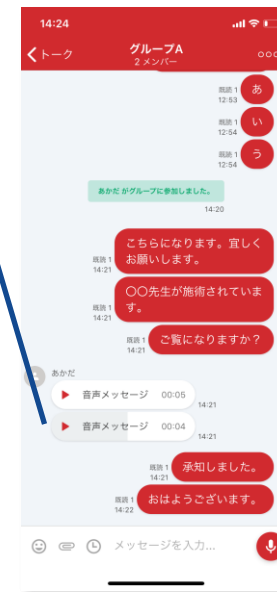 14:24
トーク
グループA
2 メンバー
既読 1
12:53
あ
既読 1
12:54
い
既読 1
12:54
う
あかだ がグループに参加しました。
14:20
既読 1
14:21
こちらになります。宜しく
お願いします。
既読 1
14:21
〇〇先生が施術されていま
す。
既読 1
14:21
ご覧になりますか？
あかだ
音声メッセージ 00:05
14:21
音声メッセージ 00:04
14:21
既読 1
14:21
承知しました。
既読 1
14:22
おはようございます。
メッセージを入力...